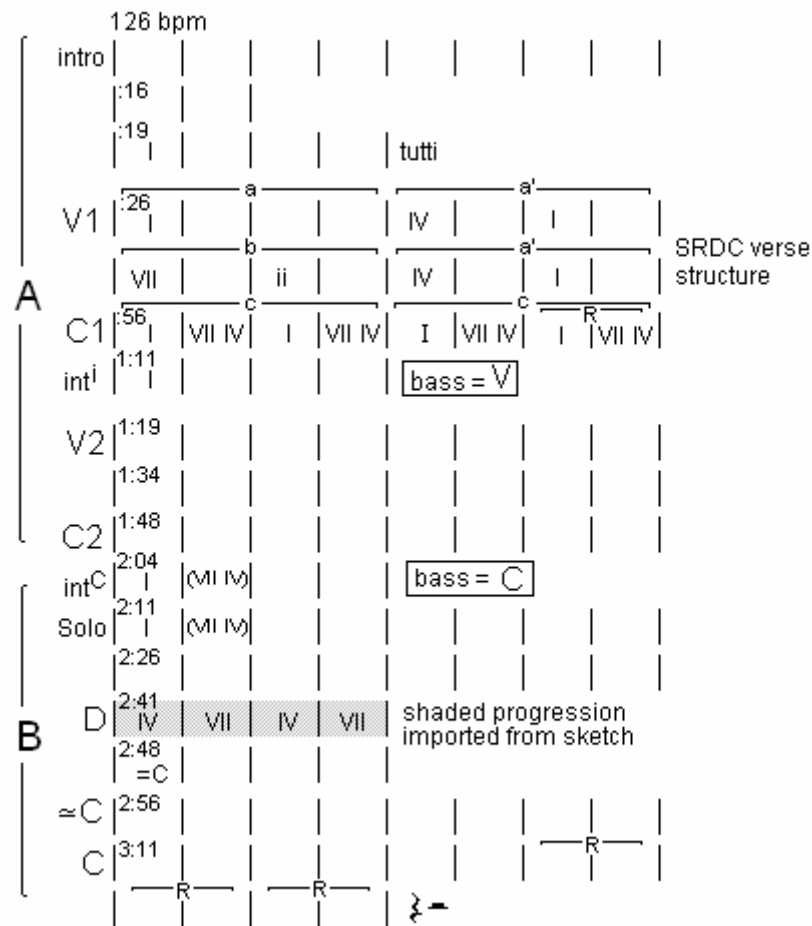 126 bpm
intro
:16
:19
I tutti
a a'
V1 :26 I IV I
b a'
VII ii IV I
SRDC verse
structure
A
c c
R
C1 :56 I VII IV I VII IV I VII IV I VII IV
int i 1:11 I bass = V
V2 1:19
1:34
C2 1:48
int C 2:04 I (VII IV) bass = C
Solo 2:11 I (VII IV)
2:26
B
D 2:41 IV VII IV VII
shaded progression
imported from sketch
2:48
=C
≃C 2:56
R
C 3:11
R R